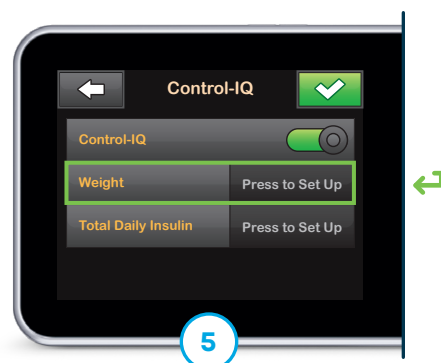 Control-IQ
Control-IQ
Weight Press to Set Up
Total Daily Insulin Press to Set Up
5